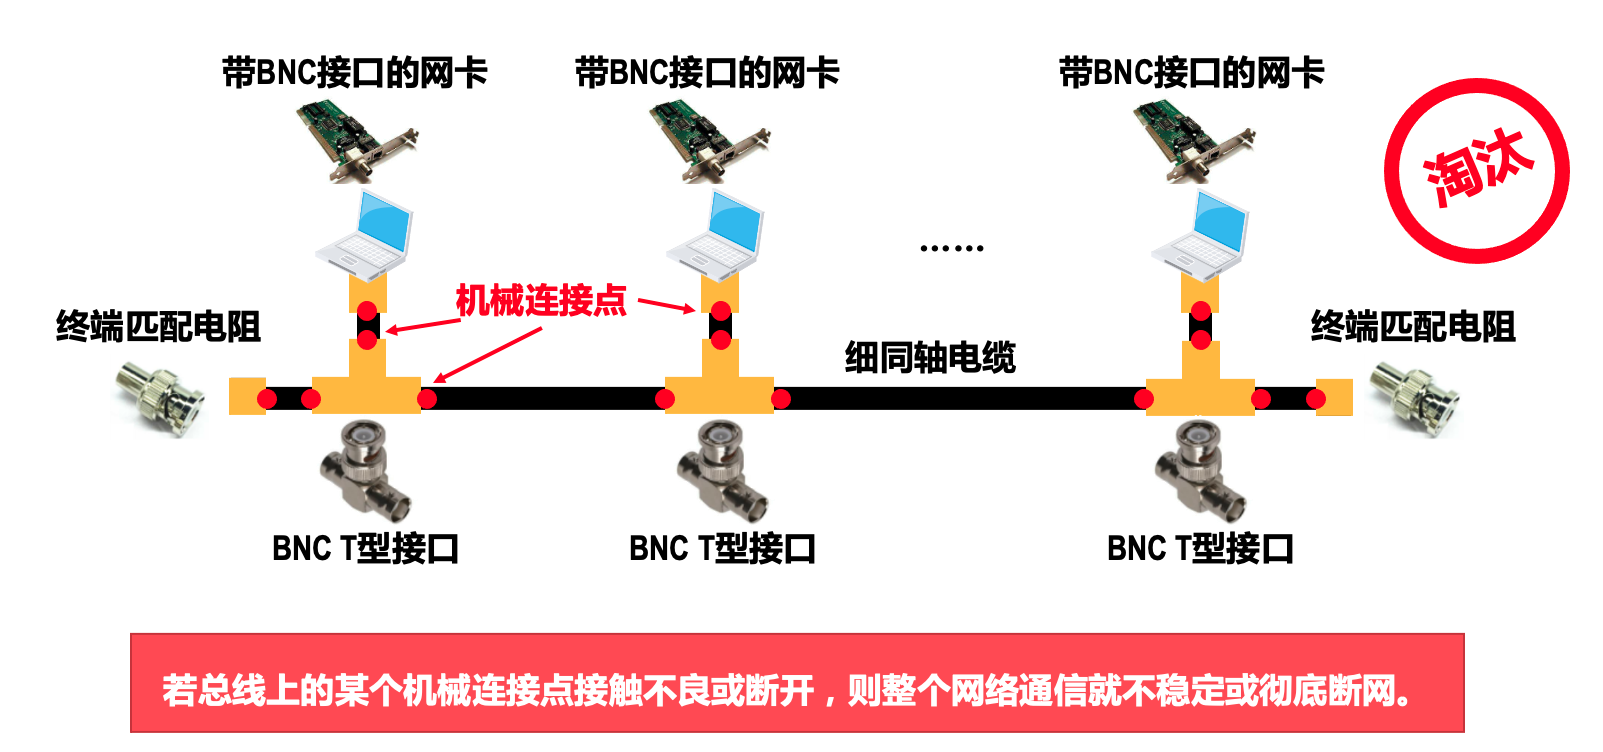 带BNC接口的网卡
带BNC接口的网卡
带BNC接口的网卡
淘汰
……
机械连接点
终端匹配电阻
细同轴电缆
终端匹配电阻
BNC T型接口
BNC T型接口
BNC T型接口
若总线上的某个机械连接点接触不良或断开，则整个网络通信就不稳定或彻底断网。